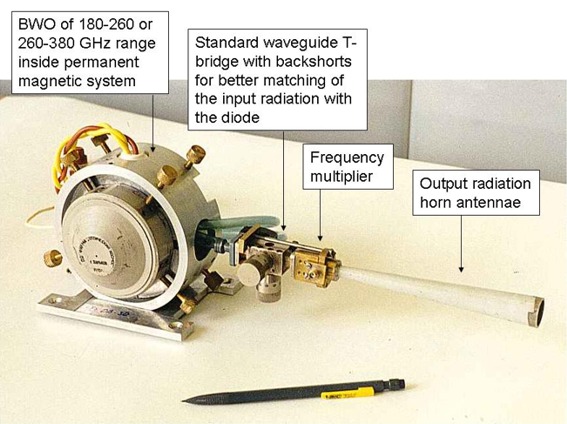 BWO of 180-260 or
260-380 GHz range
inside permanent
magnetic system
Standard waveguide T-
bridge with backshorts
for better matching of
the input radiation with
the diode
Frequency
multiplier
Output radiation
horn antennae